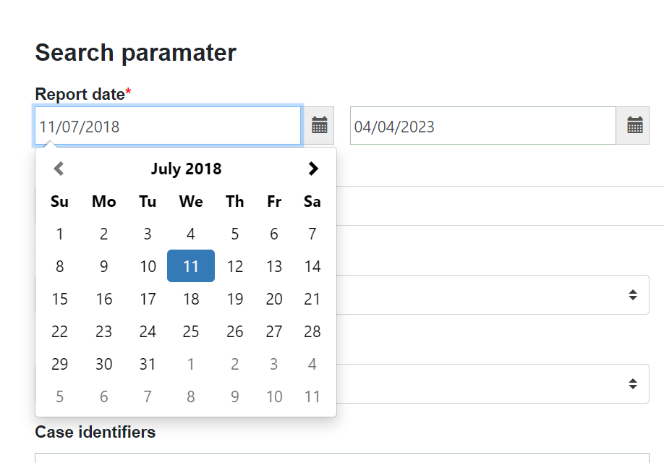 Search paramater
Report date*
11/07/2018 04/04/2023
July 2018
Su Mo Tu We Th Fr Sa
1 2 3 4 5 6 7
8 9 10 11 12 13 14
15 16 17 18 19 20 21
22 23 24 25 26 27 28
29 30 31 1 2 3 4
5 6 7 8 9 10 11
Case identifiers